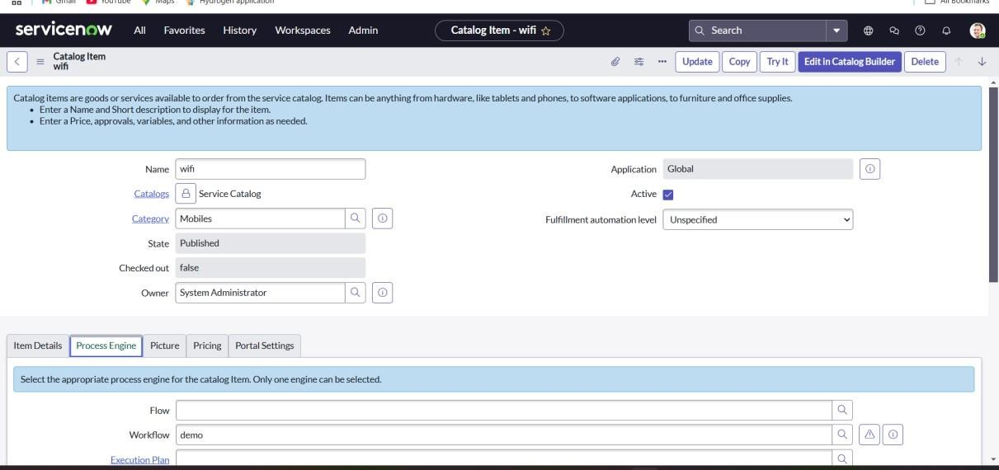 Gmail YouTube Maps Hydrogen application All Bookmarks
servicenow All Favorites History Workspaces Admin Catalog Item - wifi Search
Catalog Item
wifi
Update Copy Try It Edit in Catalog Builder Delete
Catalog items are goods or services available to order from the service catalog. Items can be anything from hardware, like tablets and phones, to software applications, to furniture and office supplies.
• Enter a Name and Short description to display for the item.
• Enter a Price, approvals, variables, and other information as needed.
Name wifi Application Global
Catalogs Service Catalog Active
Category Mobiles Fulfillment automation level Unspecified
State Published
Checked out false
Owner System Administrator
Item Details Process Engine Picture Pricing Portal Settings
Select the appropriate process engine for the catalog Item. Only one engine can be selected.
Flow
Workflow demo
Execution Plan